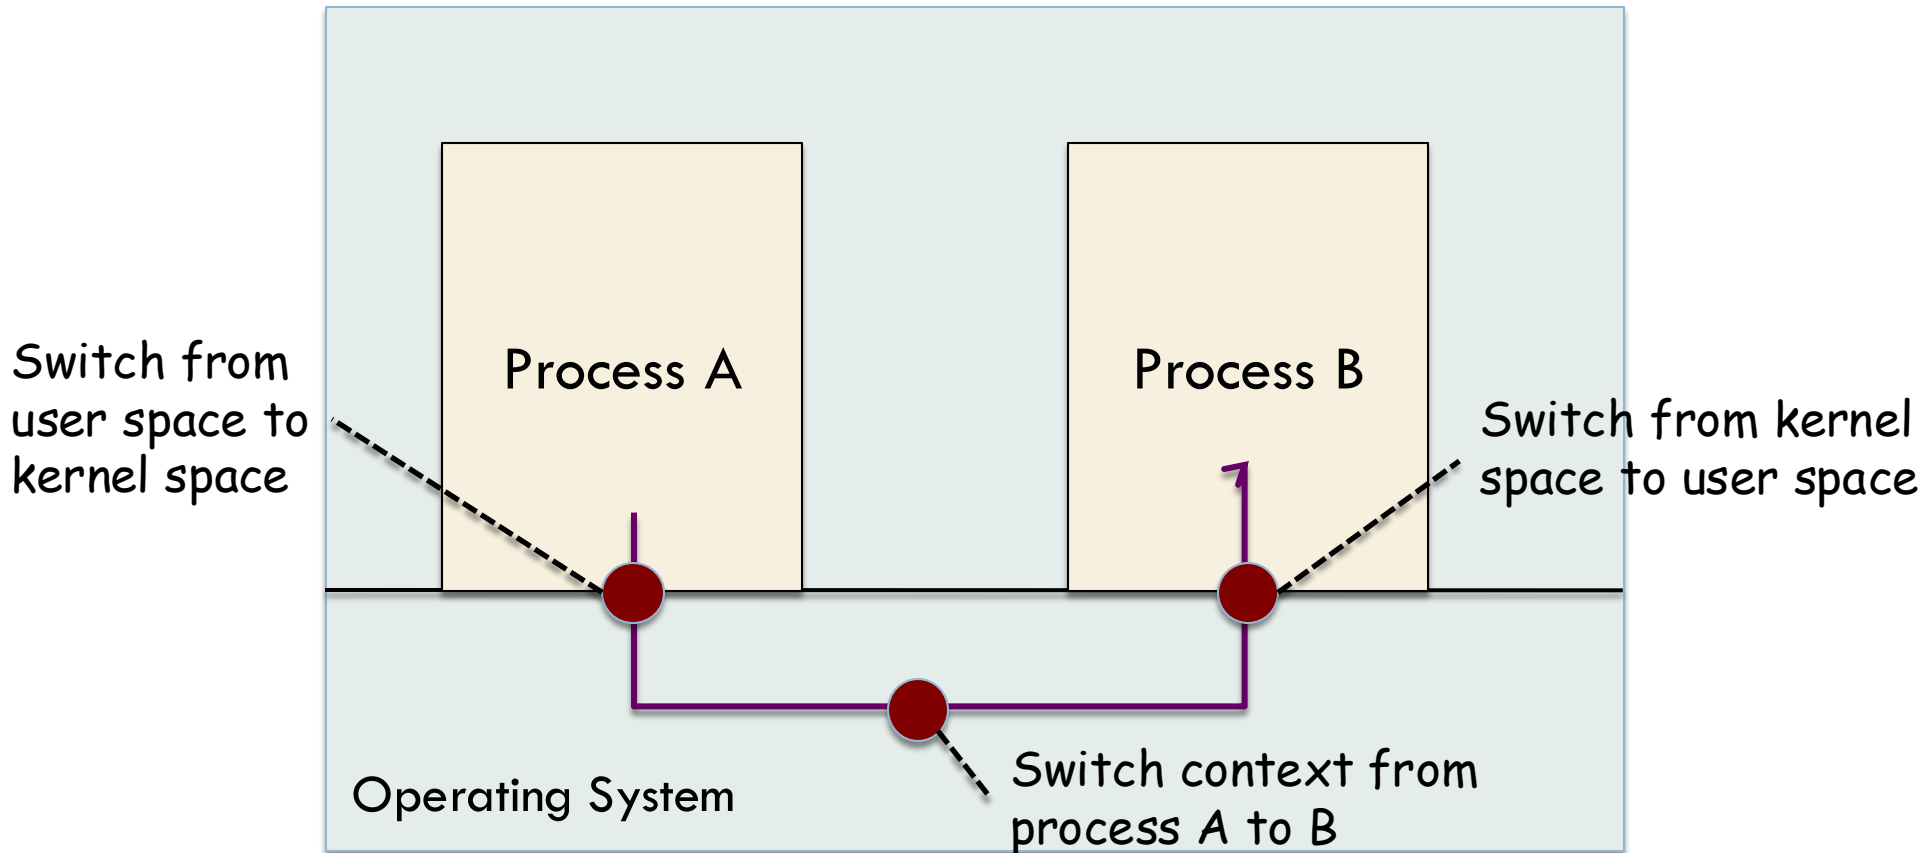 Process A
Process B
Switch from
user space to
kernel space
Switch from kernel
space to user space
Operating System
Switch context from
process A to B